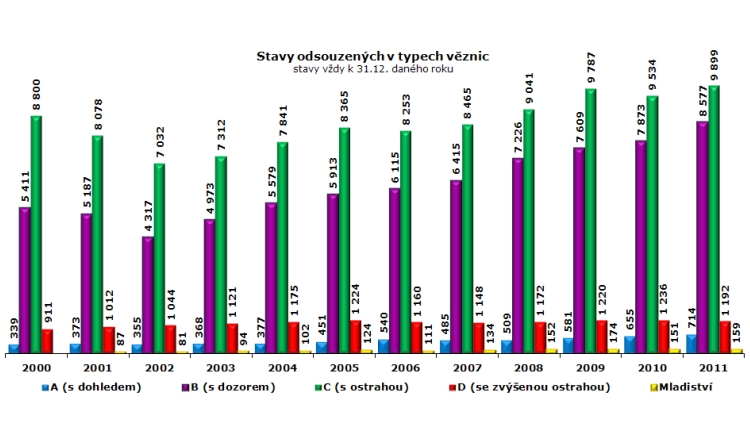 Stavy odsouzených v typech věznic
stavy vždy k 31.12. daného roku
339 5 411 8 800 911
373 5 187 8 078 1 012 87
355 4 317 7 032 1 044 81
368 4 973 7 312 1 121 94
377 5 579 7 841 1 175 102
451 5 913 8 365 1 224 124
540 6 115 8 253 1 160 111
485 6 415 8 465 1 148 134
509 7 226 9 041 1 172 152
581 7 609 9 787 1 220 174
655 7 873 9 534 1 236 151
714 8 577 9 899 1 192 159
2000 2001 2002 2003 2004 2005 2006 2007 2008 2009 2010 2011
A (s dohledem) B (s dozorem) C (s ostrahou) D (se zvýšenou ostrahou) Mladiství